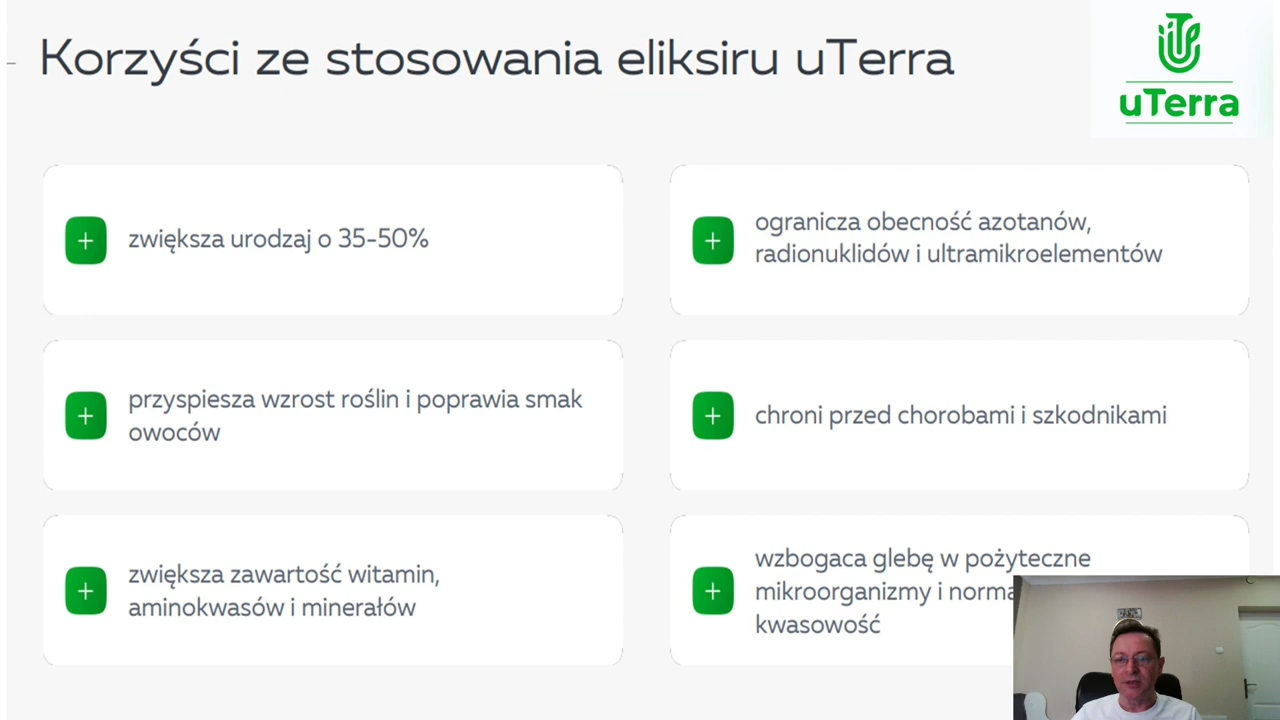 Korzyści ze stosowania eliksiru uTerra
uTerra
zwiększa urodzaj o 35-50%
ogranicza obecność azotanów,
radionuklidów i ultramikroelementów
przyspiesza wzrost roślin i poprawia smak
owoców
chroni przed chorobami i szkodnikami
zwiększa zawartość witamin,
aminokwasów i minerałów
wzbogaca glebę w pożyteczne
mikroorganizmy i
kwasowość